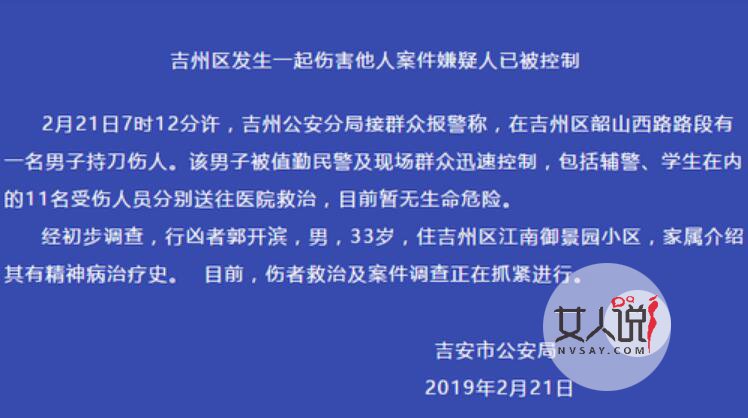 吉州区发生一起伤害他人案件嫌疑人已被控制
2月21日7时12分许，吉州公安分局接群众报警称，在吉州区韶山西路路段有
一名男子持刀伤人。该男子被值勤民警及现场群众迅速控制，包括辅警、学生在内
的11名受伤人员分别送往医院救治，目前暂无生命危险。
经初步调查，行凶者郭开滨，男，33岁，住吉州区江南御景园小区，家属介绍
其有精神病治疗史。 目前，伤者救治及案件调查正在抓紧进行。
吉安市公安局
2019年2月21日
DO
女人说
NVSAY.COM